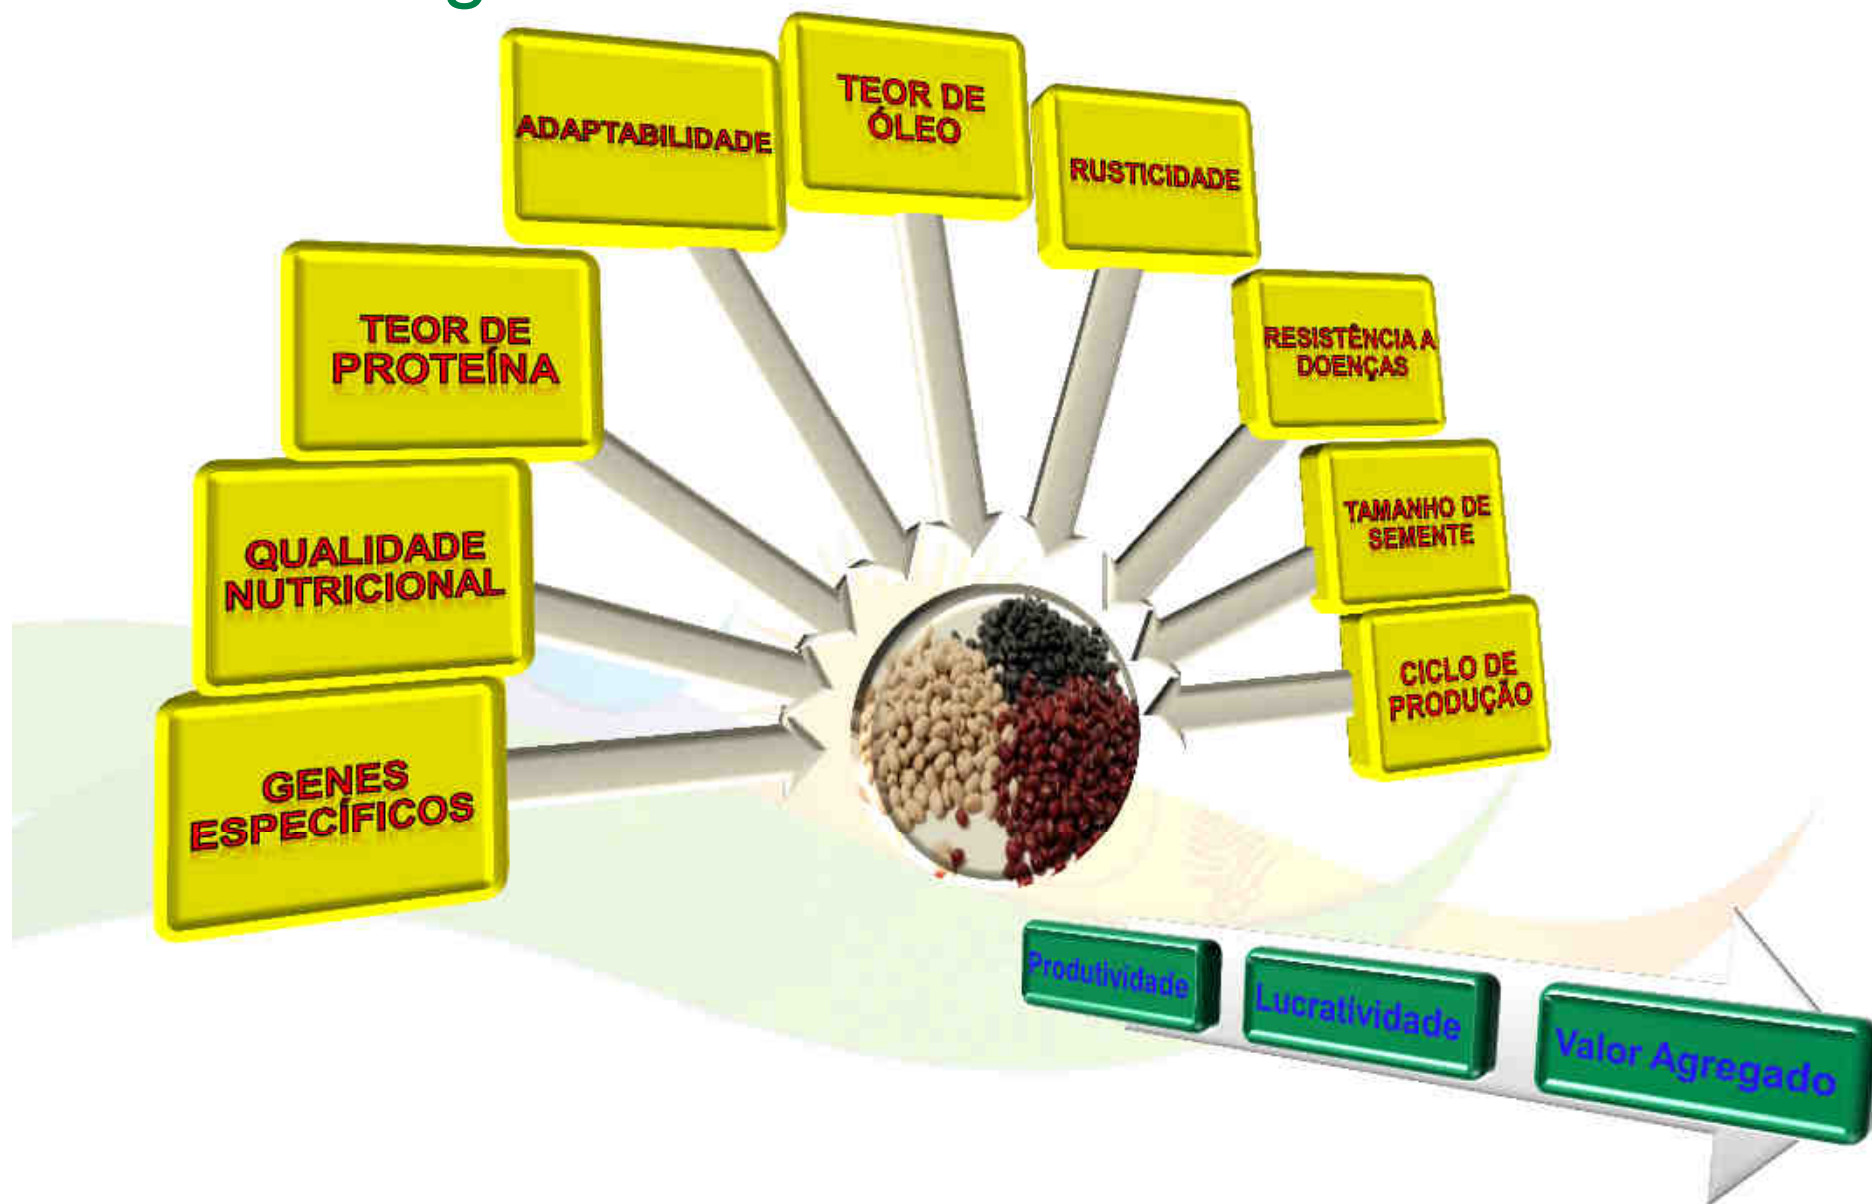 ADAPTABILIDADE
TEOR DE
ÓLEO
RUSTICIDADE
TEOR DE
PROTEÍNA
RESISTÊNCIA A
DOENÇAS
QUALIDADE
NUTRICIONAL
TAMANHO DE
SEMENTE
GENES
ESPECÍFICOS
CICLO DE
PRODUÇÃO
Produtividade
Lucratividade
Valor Agregado